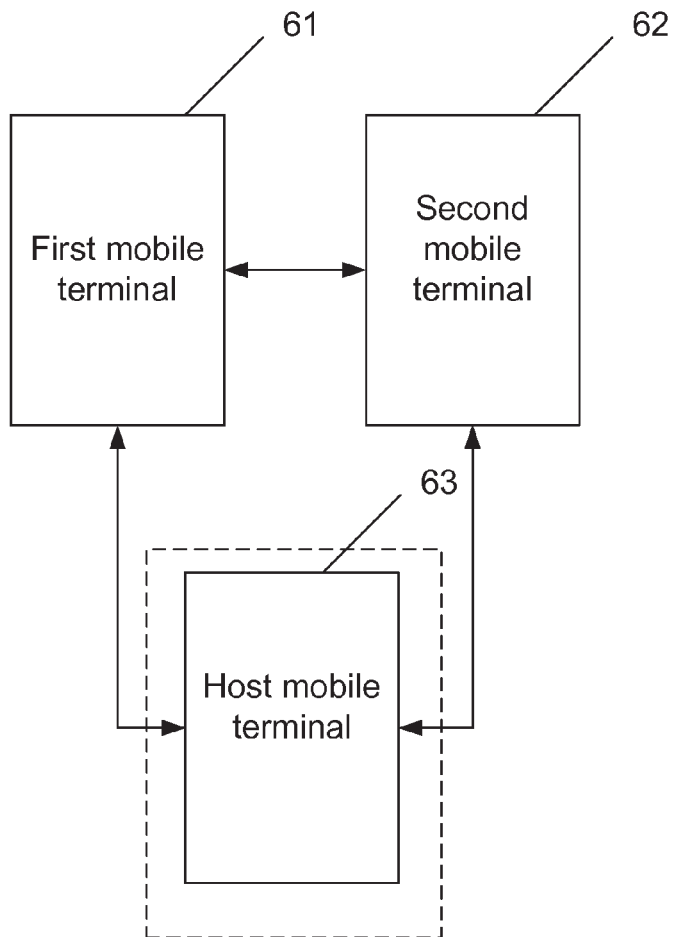 61
62
First mobile
terminal
Second
mobile
terminal
63
Host mobile
terminal